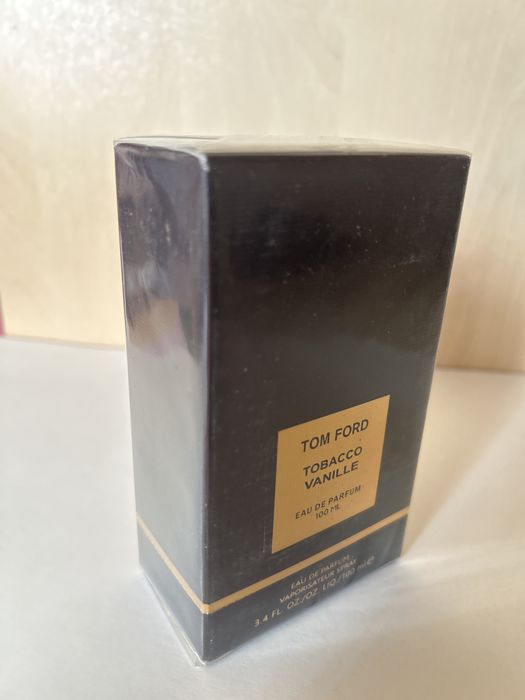 TOM FORD
TOBACCO
VANILLE
EAU DE PARFUM
100 ML
EAU DE PARFUM
VAPORISATEUR SPRAY
3.4 FL. OZ/OZ. LIQ/100 ml ℮